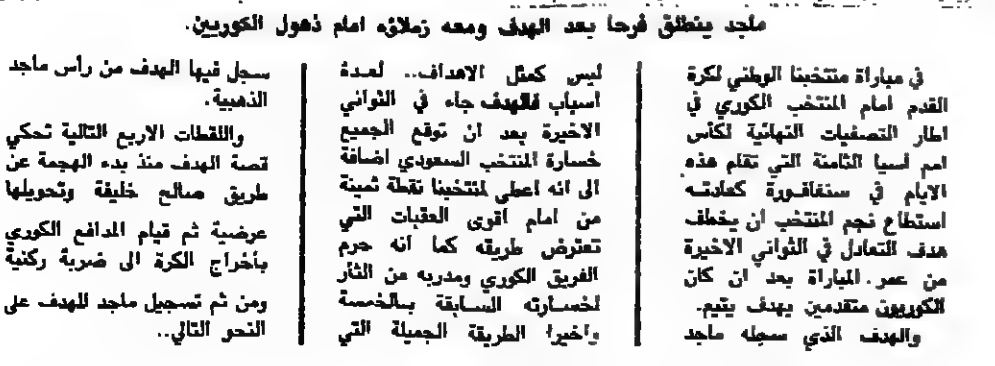 ماجد ينطلق فرحا بعد الهدف ومعه زملاؤه امام ذهول الكوريين.
في مباراة منتخبنا الوطني لكرة
القدم امام المنتخب الكوري في
اطار التصفيات النهائية لكأس
امم اسيا الثامنة التي تقام هذه
الايام في سنغافورة كعادته
استطاع نجم المنتخب ان يخطف
هدف التعادل في الثواني الاخيرة
من عمر المباراة بعد ان كان
الكوريون متقدمين بهدف يتيم.
والهدف الذي سجله ماجد
ليس كمثل الاهداف.. لعدة
اسباب فالهدف جاء في الثواني
الاخيرة بعد ان توقع الجميع
خسارة المنتخب السعودي اضافة
الى انه اعطى لمنتخبنا نقطة ثمينة
من امام اقوى العقبات التي
تعترض طريقه كما انه حرم
الفريق الكوري ومدربه من الثأر
لخسارته السابقة بالخمسة
واخيرا الطريقة الجميلة التي
سجل فيها الهدف من رأس ماجد
الذهبية.
واللقطات الاربع التالية تحكي
قصة الهدف منذ بدء الهجمة عن
طريق صالح خليفة وتحويلها
عرضية ثم قيام المدافع الكوري
بأخراج الكرة الى ضربة ركنية
ومن ثم تسجيل ماجد للهدف على
النحو التالي..